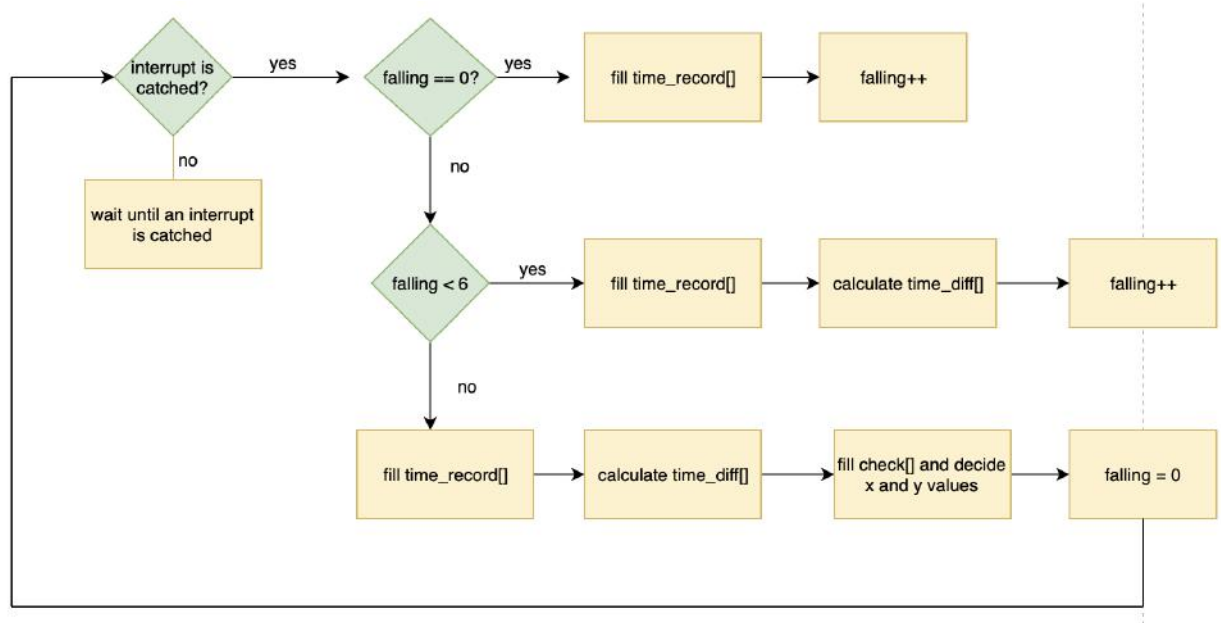 interrupt is
catched?
yes
falling == 0?
yes
fill time_record[]
falling++
no
wait until an interrupt
is catched
no
falling < 6
yes
fill time_record[]
calculate time_diff[]
falling++
no
fill time_record[]
calculate time_diff[]
fill check[] and decide
x and y values
falling = 0